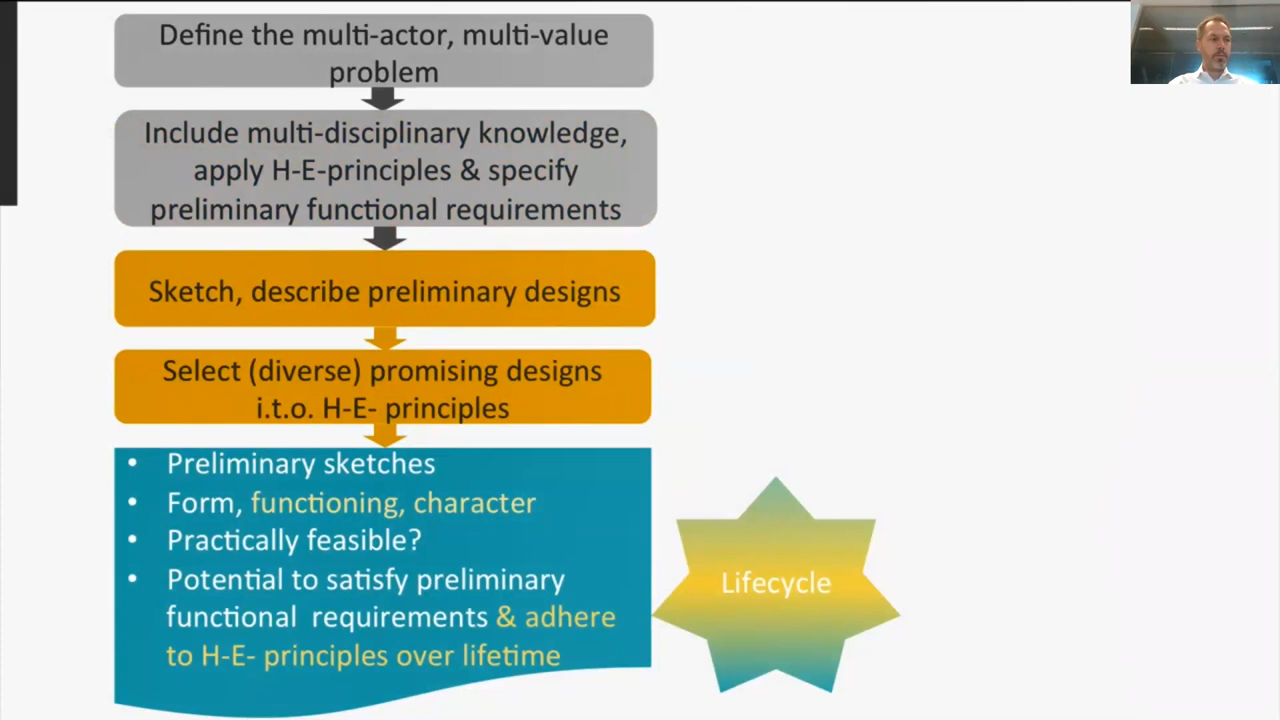 Define the multi-actor, multi-value
problem
Include multi-disciplinary knowledge,
apply H-E-principles & specify
preliminary functional requirements
Sketch, describe preliminary designs
Select (diverse) promising designs
i.t.o. H-E- principles
• Preliminary sketches
• Form, functioning, character
• Practically feasible?
• Potential to satisfy preliminary
functional requirements & adhere
to H-E- principles over lifetime
Lifecycle